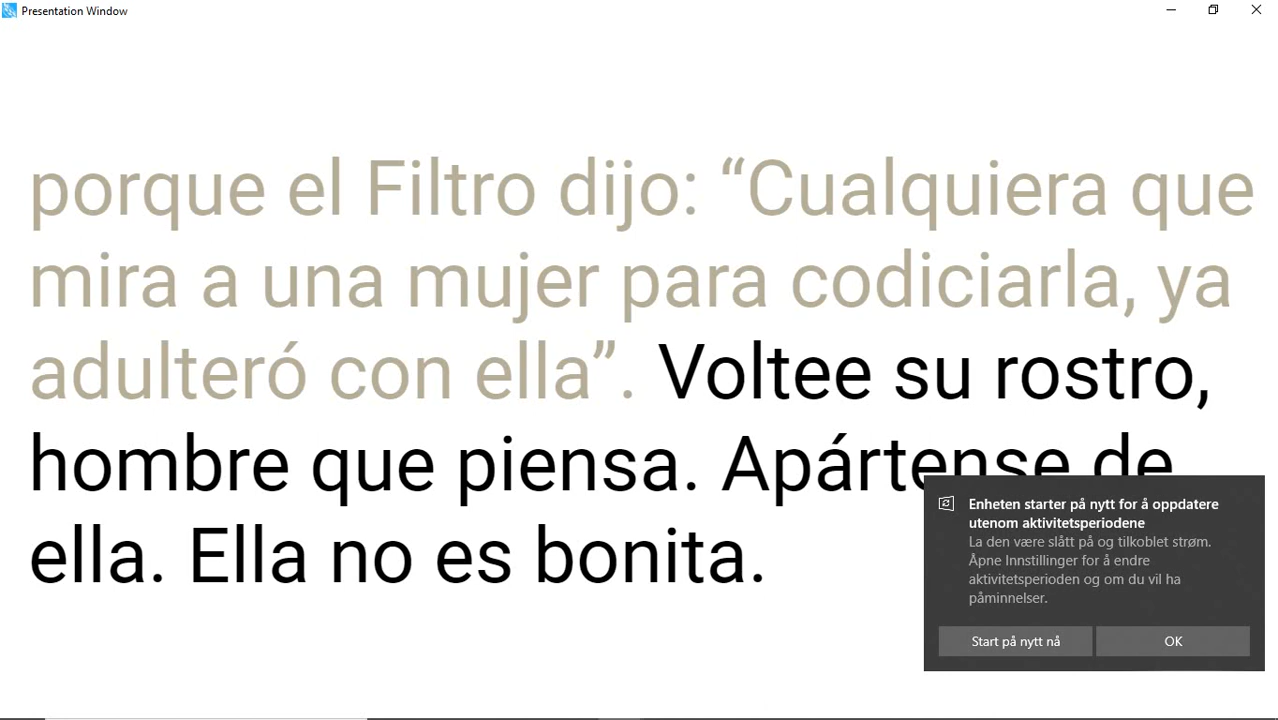 Presentation Window
porque el Filtro dijo: “Cualquiera que
mira a una mujer para codiciarla, ya
adulteró con ella”. Voltee su rostro,
hombre que piensa. Apártense de
ella. Ella no es bonita.
Enheten starter på nytt for å oppdatere
utenom aktivitetsperiodene
La den være slått på og tilkoblet strøm.
Åpne Innstillinger for å endre
aktivitetsperioden og om du vil ha
påminnelser.
Start på nytt nå
OK